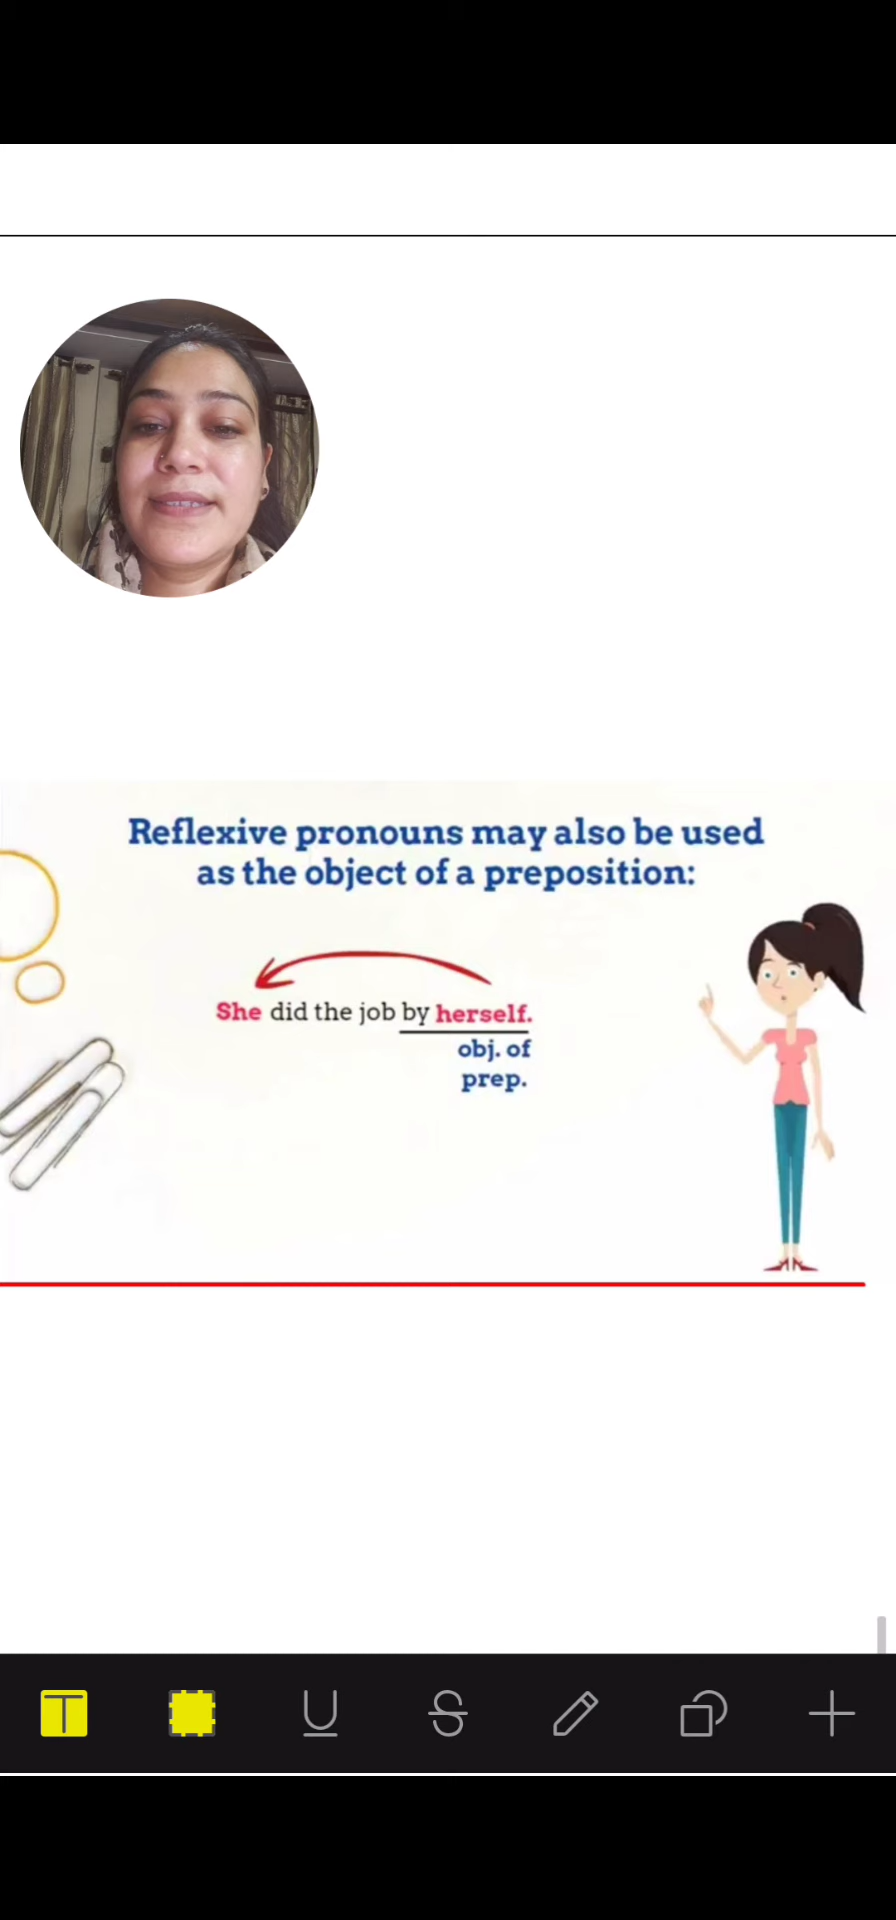 Reflexive pronouns may also be used
as the object of a preposition:
She did the job by herself.
obj. of
prep.